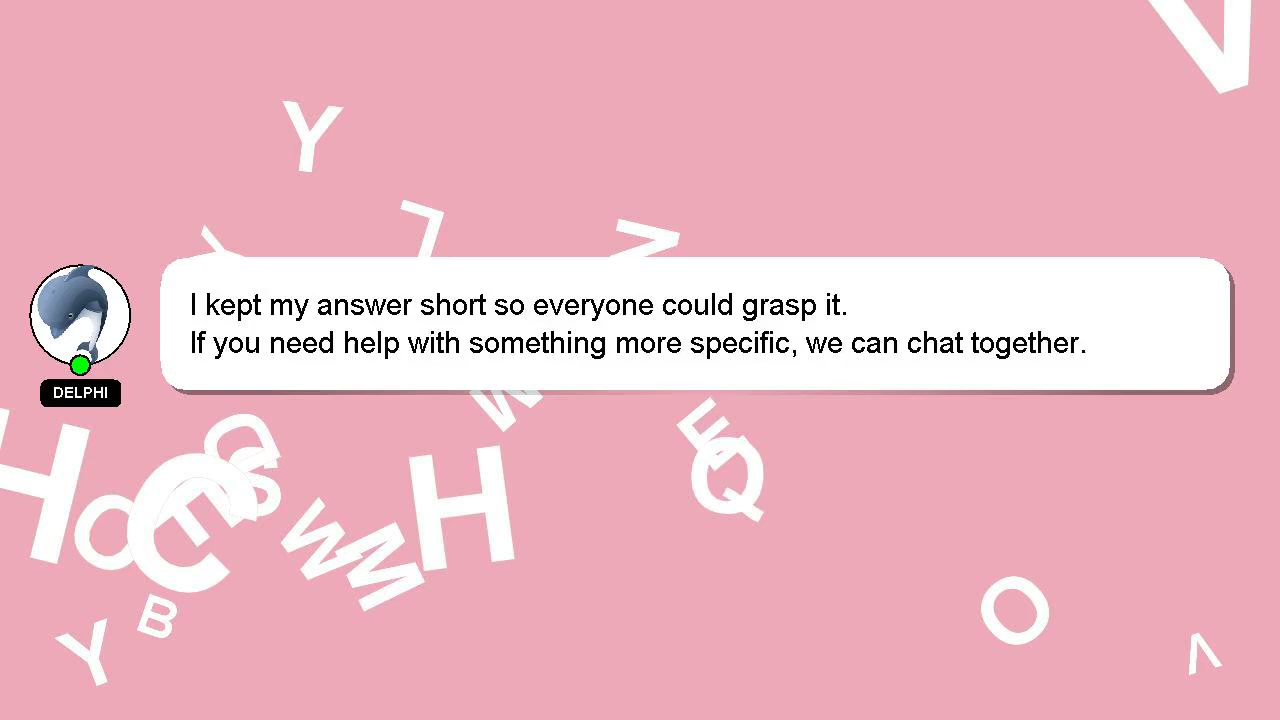 I kept my answer short so everyone could grasp it.
If you need help with something more specific, we can chat together.
DELPHI
V
Y
L
Y
Z
W
H
O
C
D
S
E
T
W
M
H
E
Q
Y
B
O
V